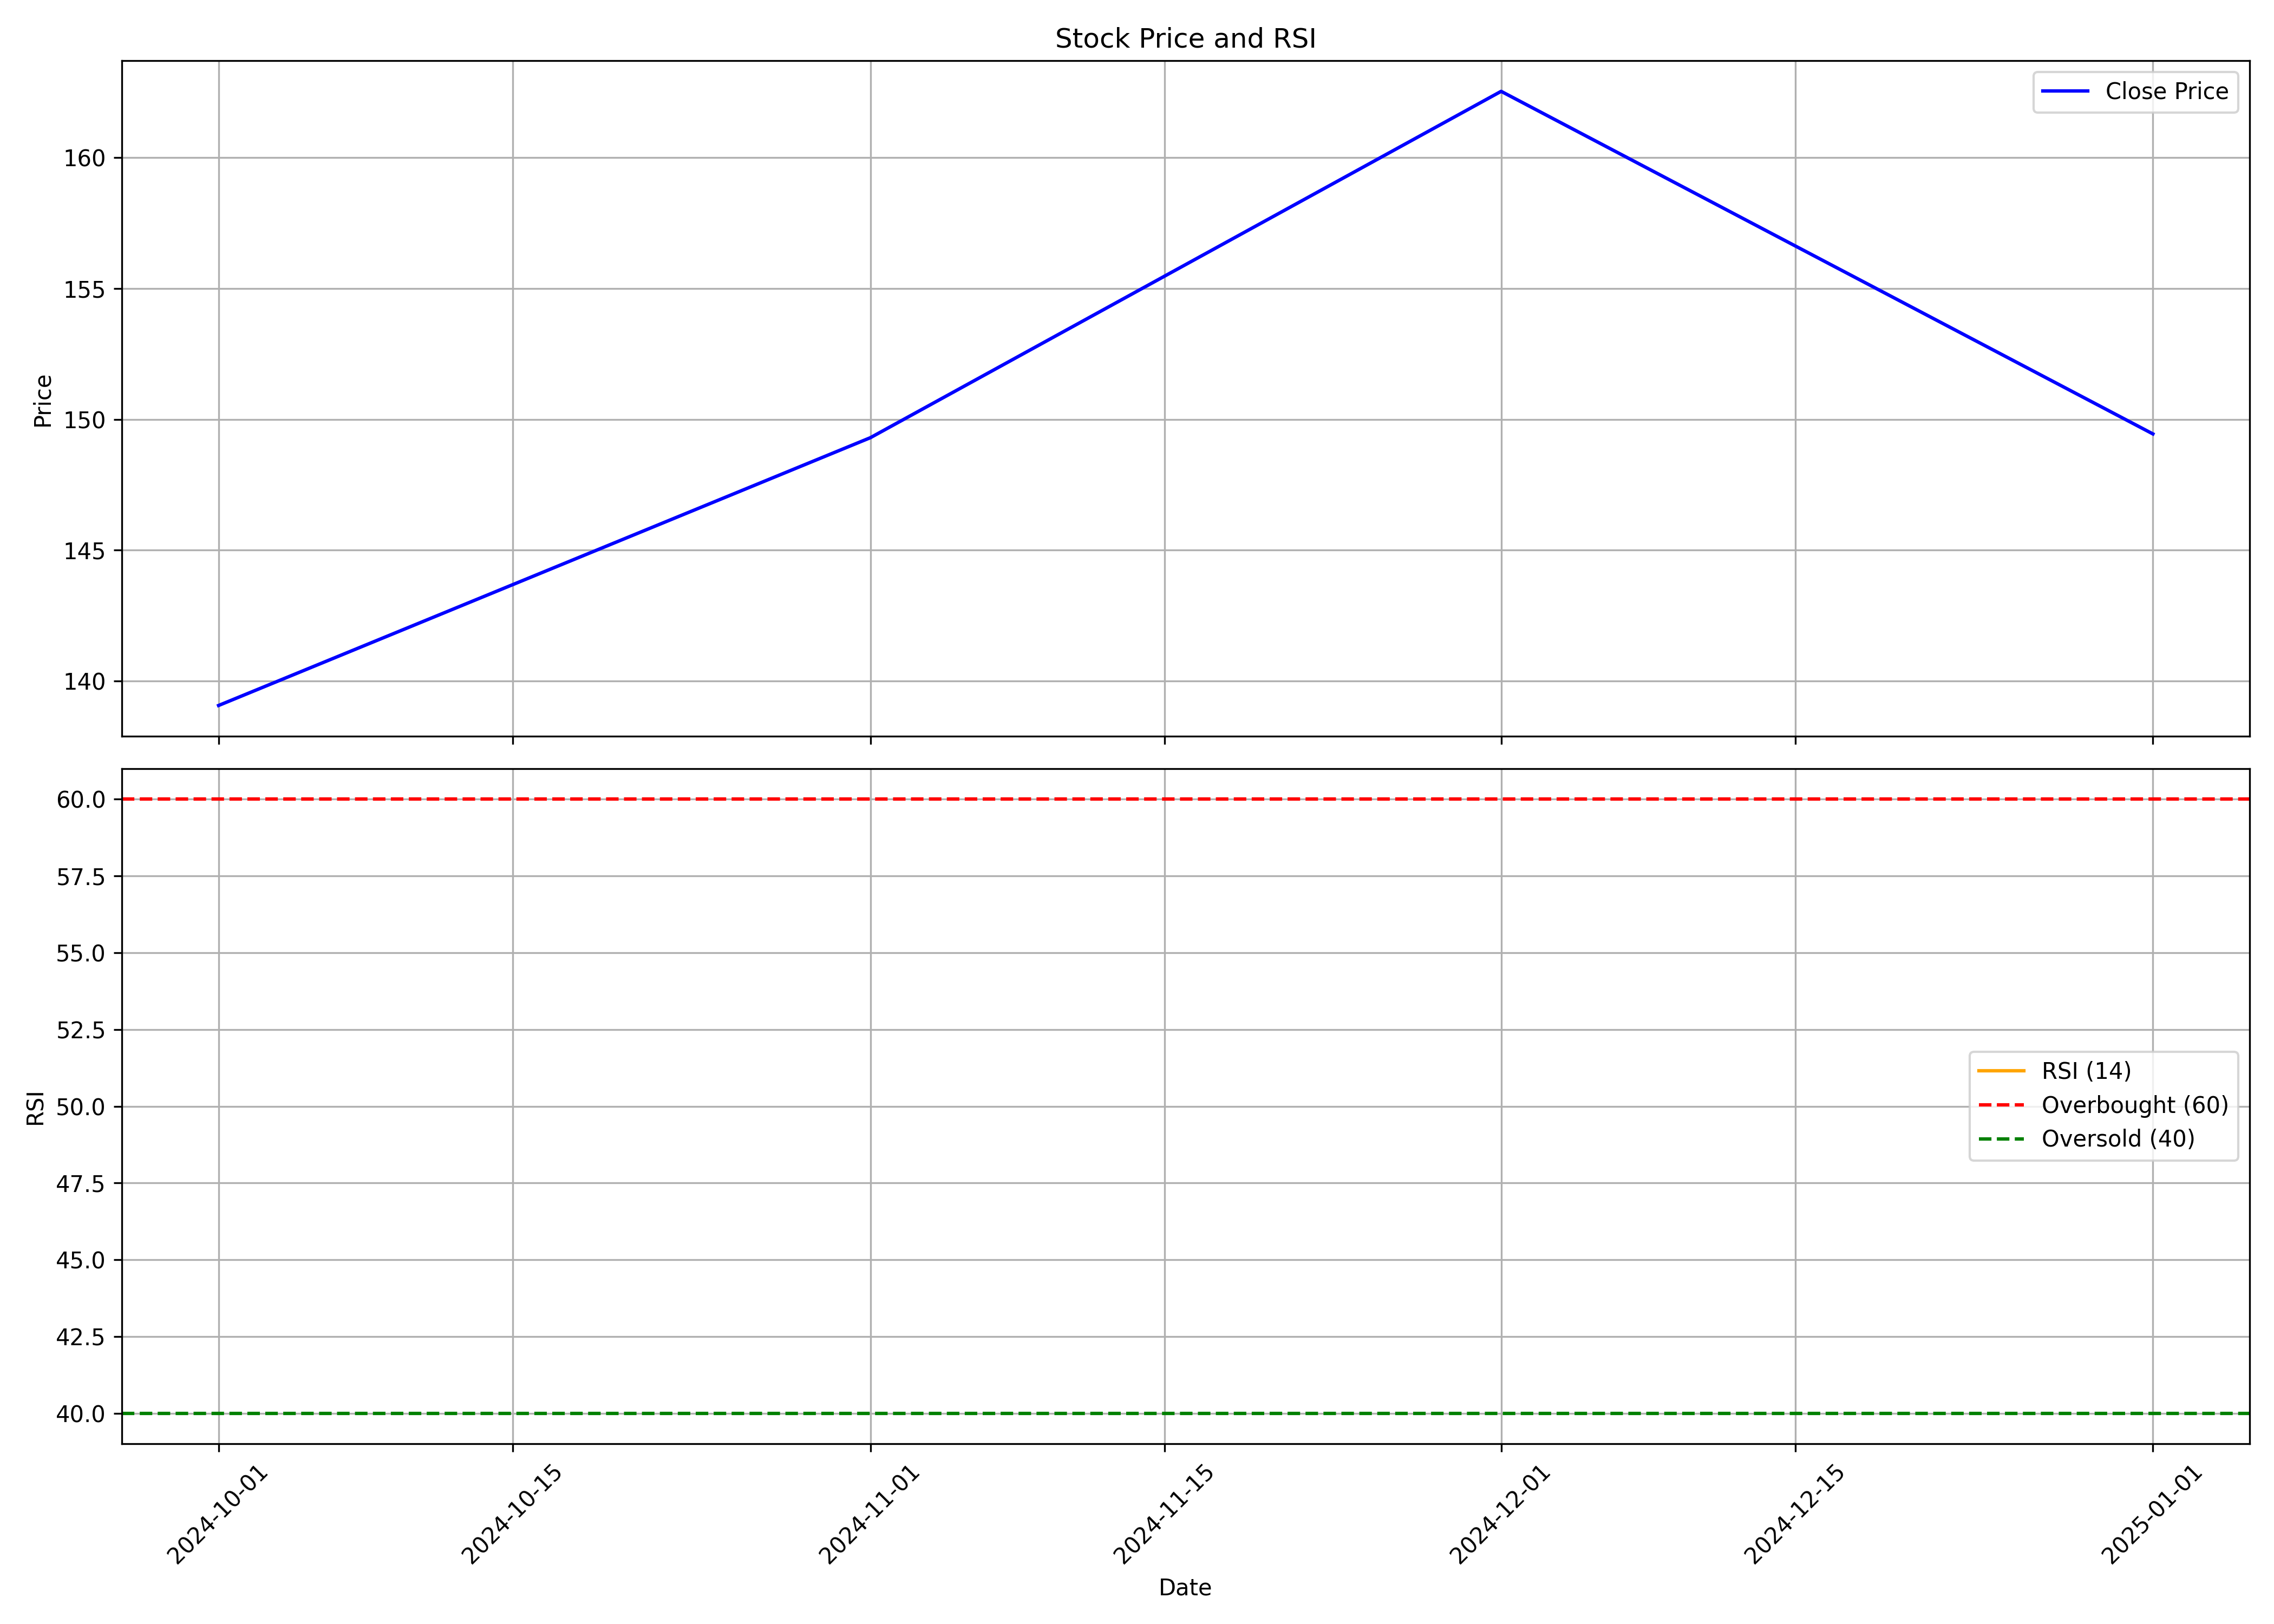 Stock Price and RSI
Close Price
Price
160
155
150
145
140
RSI
60.0
57.5
55.0
52.5
50.0
47.5
45.0
42.5
40.0
RSI (14)
Overbought (60)
Oversold (40)
2024-10-01
2024-10-15
2024-11-01
2024-11-15
2024-12-01
2024-12-15
2025-01-01
Date